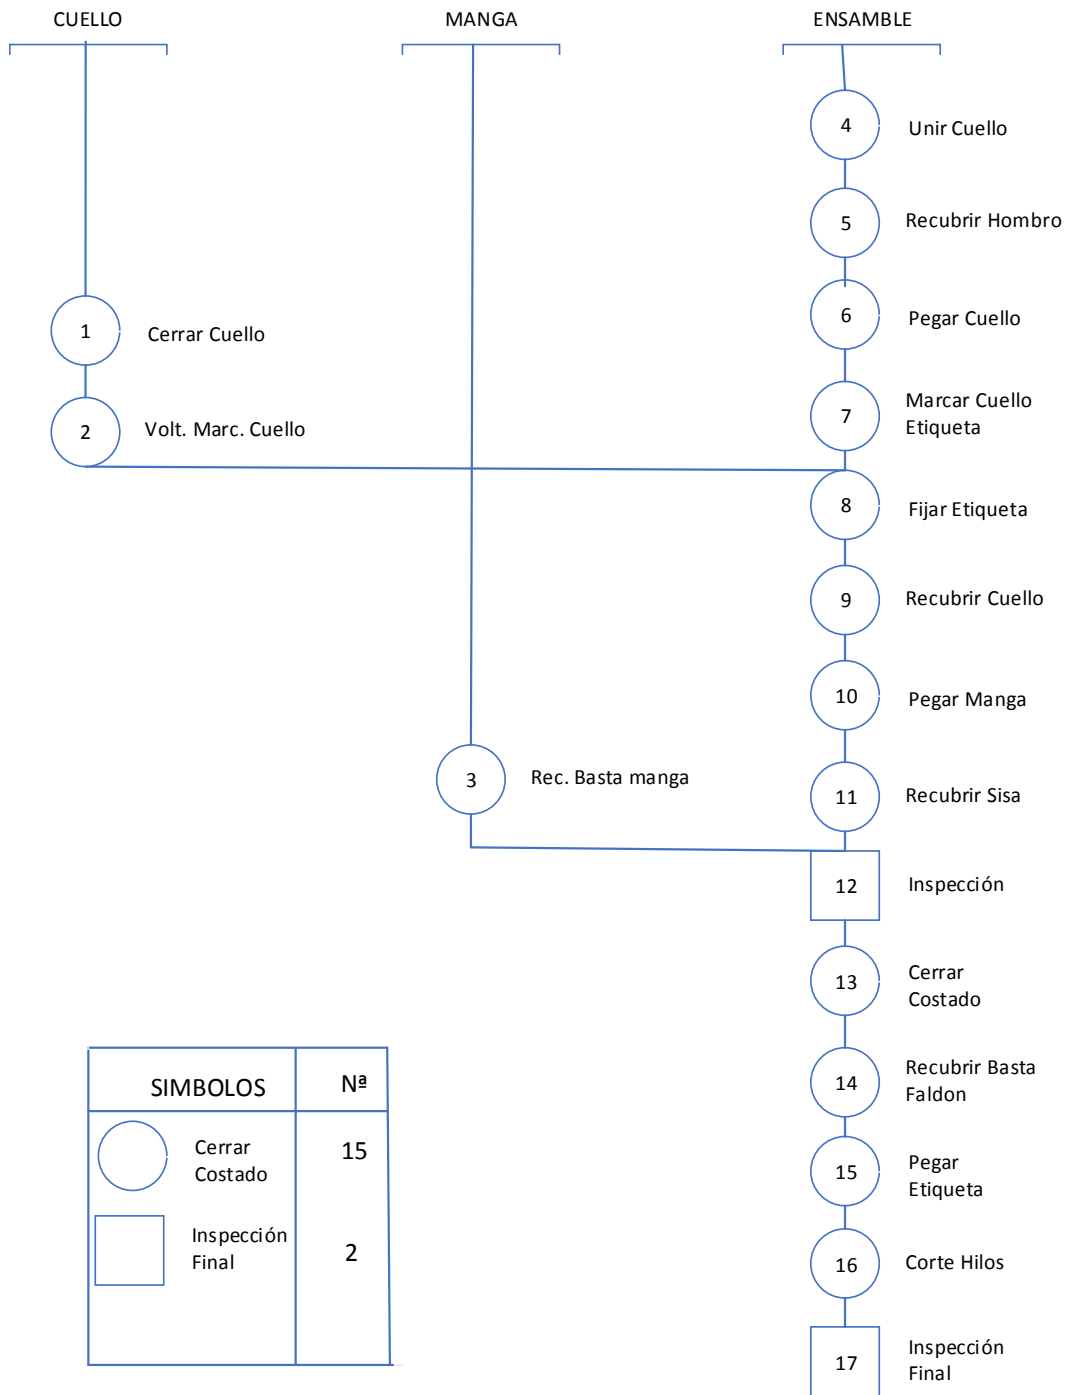 CUELLO
MANGA
ENSAMBLE
4
Unir Cuello
5
Recubrir Hombro
6
Pegar Cuello
1
Cerrar Cuello
7
Marcar Cuello
Etiqueta
2
Volt. Marc. Cuello
8
Fijar Etiqueta
9
Recubrir Cuello
10
Pegar Manga
3
Rec. Basta manga
11
Recubrir Sisa
12
Inspección
13
Cerrar
Costado
14
Recubrir Basta
Faldon
15
Pegar
Etiqueta
16
Corte Hilos
17
Inspección
Final
SIMBOLOS
Nª
Cerrar
Costado
15
Inspección
Final
2